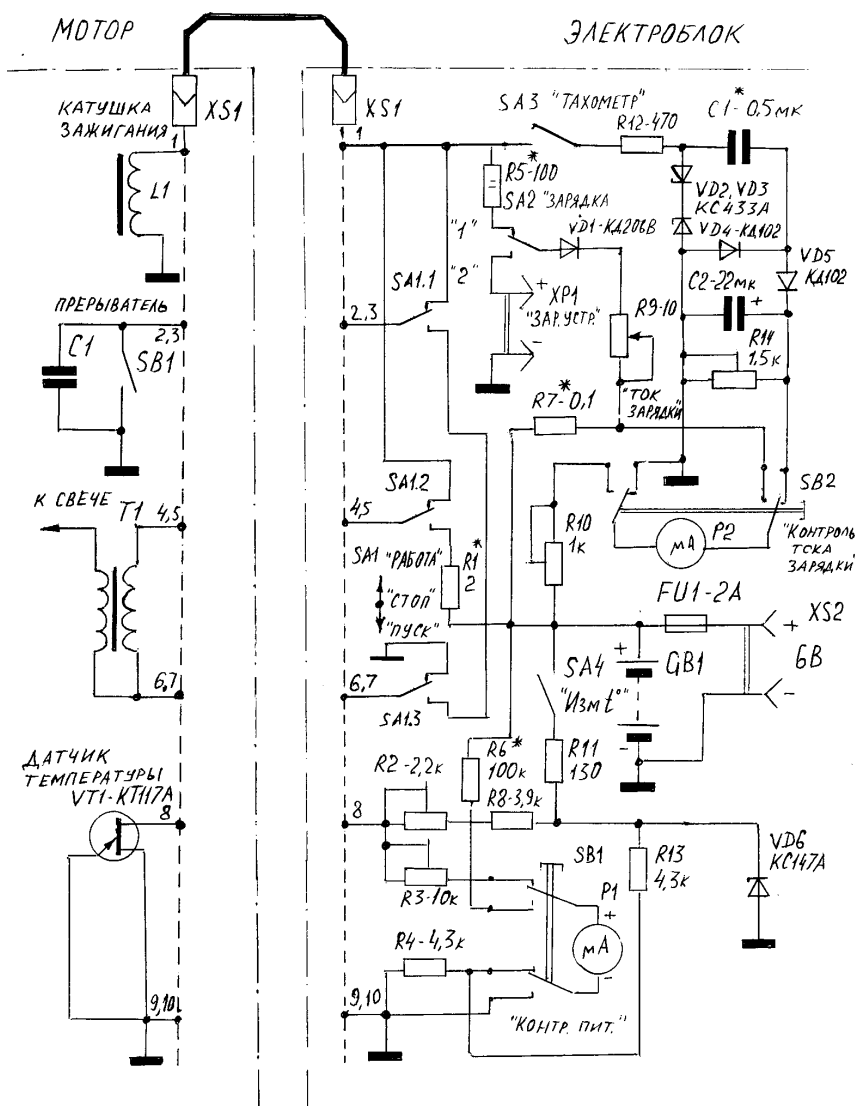 МОТОР
ЭЛЕКТРОБЛОК
XS1
XS1
КАТУШКА
ЗАЖИГАНИЯ
1
L1
1
SA3 "ТАХОМЕТР"
R12-470
C1*-0,5мк
R5*-100
SA2 "ЗАРЯДКА
"1"
"2"
VD1-КД206В
VD2, VD3
КС433А
VD4-КД102
VD5
КД102
C2-22мк
+
R14
1,5к
+
XP1
"ЗАР.УСТР."
-
R9-10
"ТОК
ЗАРЯДКИ"
R7*-0,1
ПРЕРЫВАТЕЛЬ
2,3
C1
SB1
SA1.1
2,3
К СВЕЧЕ
T1
4,5
SA1.2
4,5
SA1 "РАБОТА"
"СТОП"
"ПУСК"
R1*
2
R10
1к
P2
мА
SB2
"КОНТРОЛЬ
ТОКА
ЗАРЯДКИ"
FU1-2А
XS2
+
6В
-
6,7
6,7
SA1.3
SA4
"Изм t°"
+
GB1
-
R11
130
R6*
100к
ДАТЧИК
ТЕМПЕРАТУРЫ
VT1-КТ117А
8
8
R2-2,2к
R8-3,9к
R3-10к
R4-4,3к
SB1
P1
+
мА
-
R13
4,3к
VD6
КС147А
9,10
9,10
"КОНТР. ПИТ."